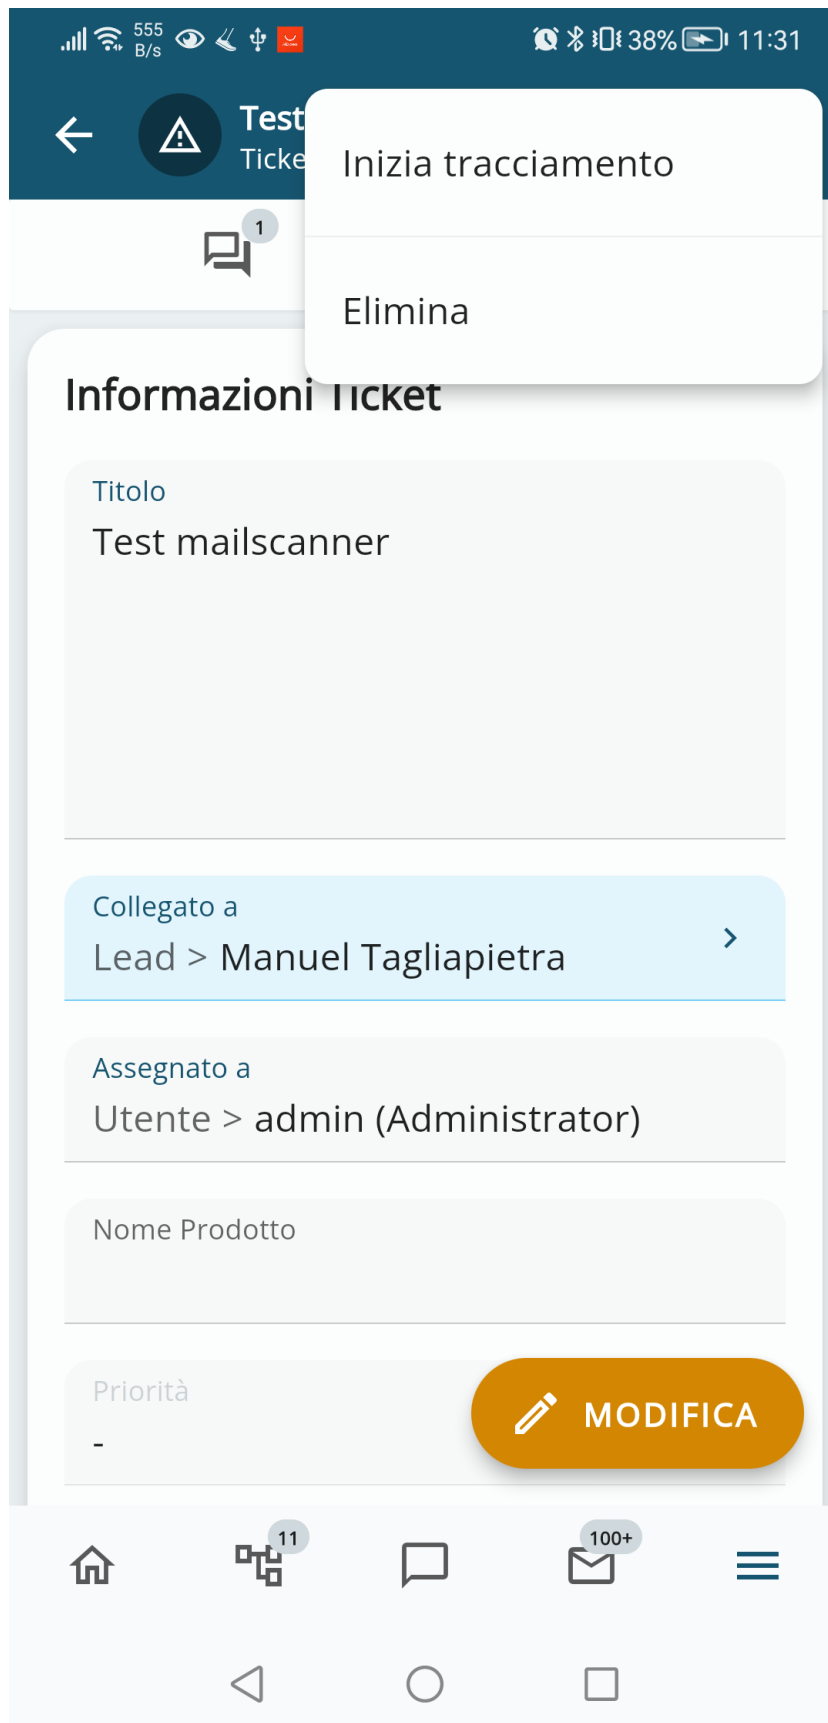 555
B/s
38%
11:31
Test
Ticke
Inizia tracciamento
1
Elimina
Informazioni Ticket
Titolo
Test mailscanner
Collegato a
Lead > Manuel Tagliapietra
Assegnato a
Utente > admin (Administrator)
Nome Prodotto
Priorità
-
MODIFICA
11
100+